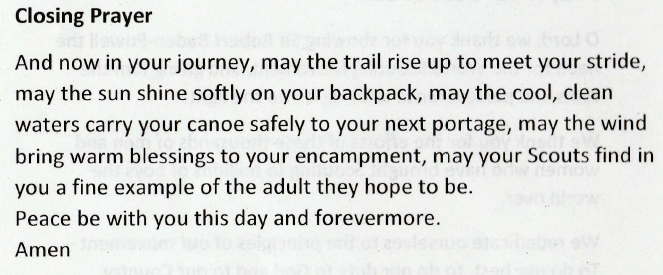 Closing Prayer
And now in your journey, may the trail rise up to meet your stride,
may the sun shine softly on your backpack, may the cool, clean
waters carry your canoe safely to your next portage, may the wind
bring warm blessings to your encampment, may your Scouts find in
you a fine example of the adult they hope to be.
Peace be with you this day and forevermore.
Amen